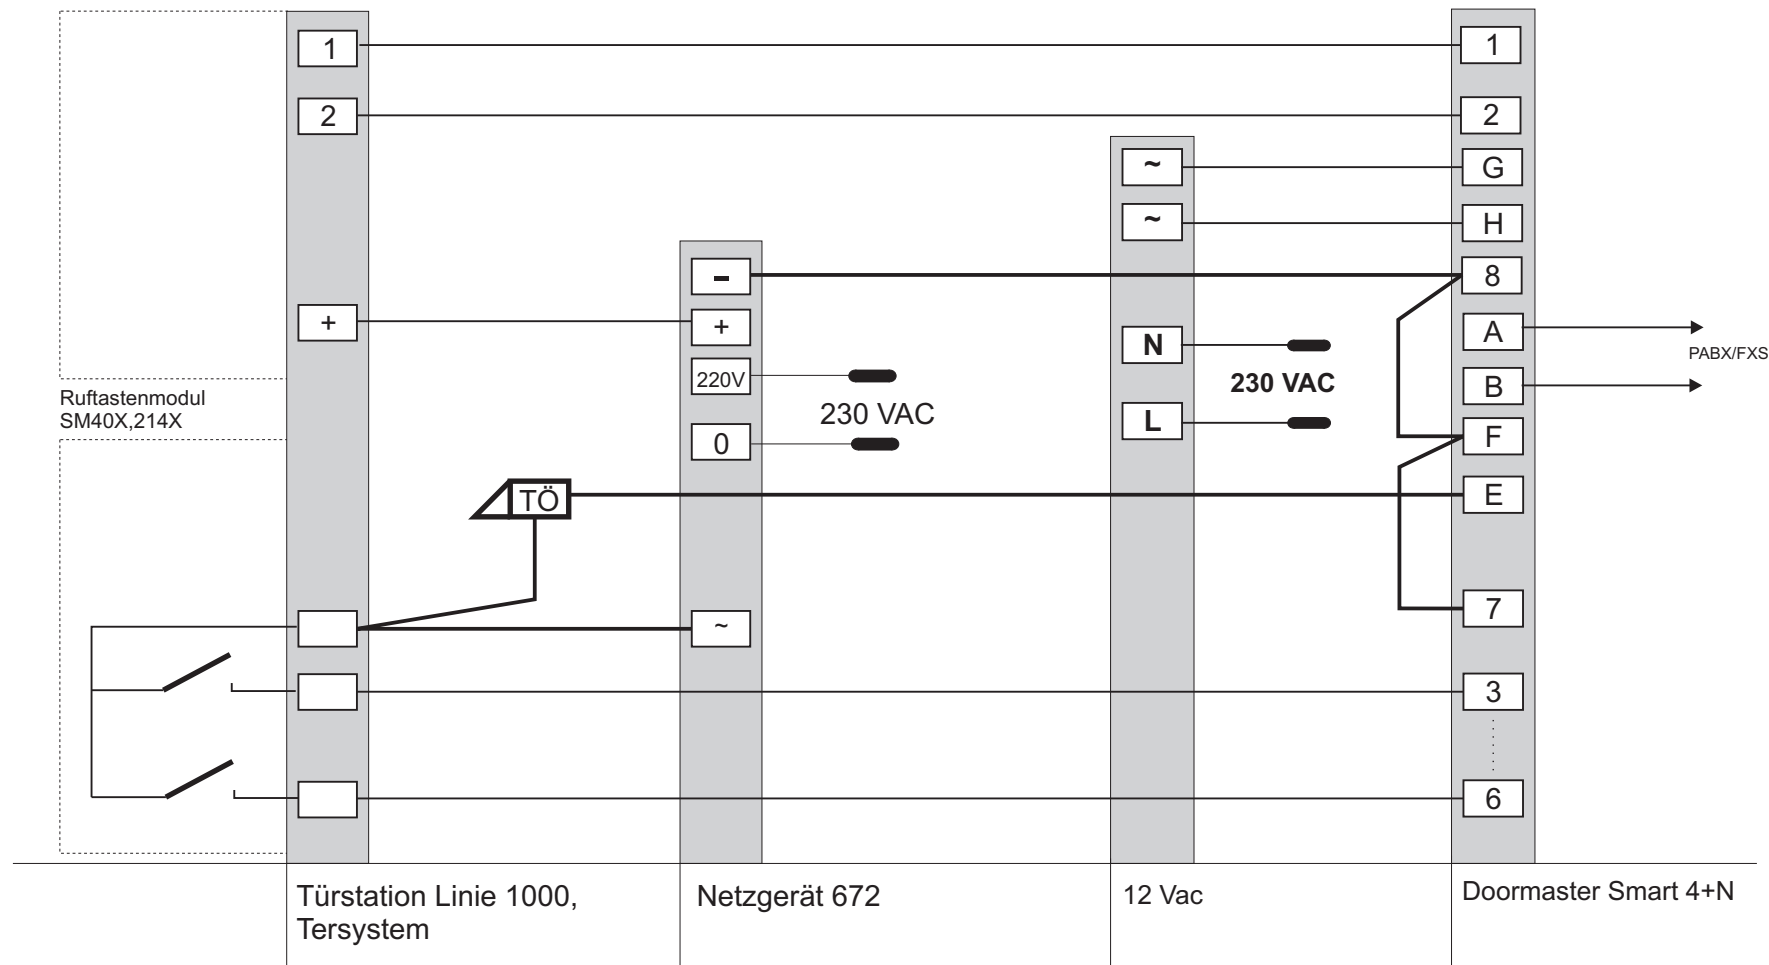 1
1
2
2
~
G
~
H
–
8
+
+
A
N
PABX/FXS
220V
230 VAC
B
Ruftastenmodul
SM40X,214X
230 VAC
L
F
0
TÖ
E
7
~
3
6
Türstation Linie 1000,
Tersystem
Netzgerät 672
12 Vac
Doormaster Smart 4+N